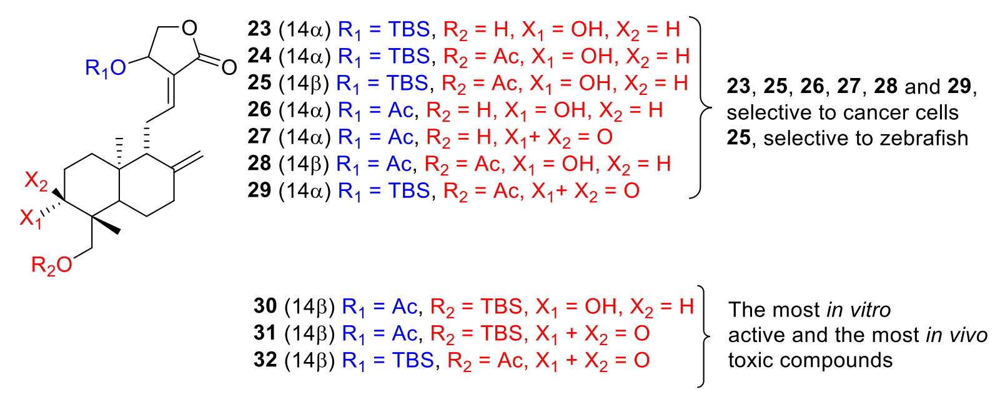 O
O
R₁O
X₂
X₁
R₂O
23 (14α) R₁ = TBS, R₂ = H, X₁ = OH, X₂ = H
24 (14α) R₁ = TBS, R₂ = Ac, X₁ = OH, X₂ = H
25 (14β) R₁ = TBS, R₂ = Ac, X₁ = OH, X₂ = H
26 (14α) R₁ = Ac, R₂ = H, X₁ = OH, X₂ = H
27 (14α) R₁ = Ac, R₂ = H, X₁+ X₂ = O
28 (14β) R₁ = Ac, R₂ = Ac, X₁ = OH, X₂ = H
29 (14α) R₁ = TBS, R₂ = Ac, X₁+ X₂ = O
23, 25, 26, 27, 28 and 29,
selective to cancer cells
25, selective to zebrafish
30 (14β) R₁ = Ac, R₂ = TBS, X₁ = OH, X₂ = H
31 (14β) R₁ = Ac, R₂ = TBS, X₁ + X₂ = O
32 (14β) R₁ = TBS, R₂ = Ac, X₁ + X₂ = O
The most in vitro
active and the most in vivo
toxic compounds